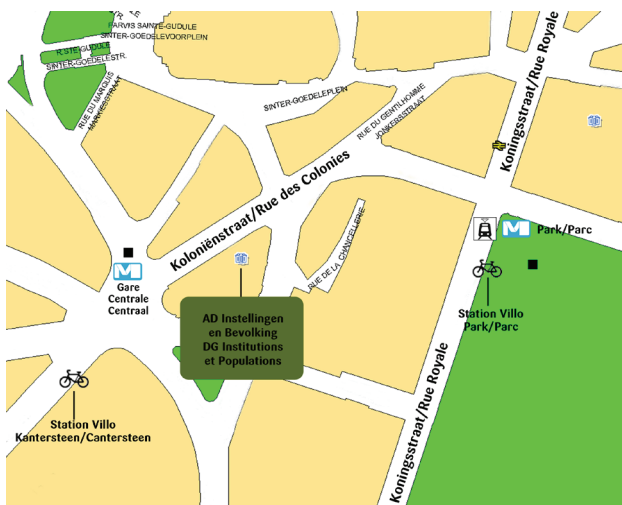 PARVIS SAINTE-GUDULE
SINTER-GOEDELEVOORPLEIN
R.STE GUDULE
SINTER-GOEDELESTR.
RUE DU MARQUIS
MARKIESSTRAAT
SINTER-GOEDELEPLEIN
RUE DU GENTILHOMME
JONKERSSTRAAT
Koningsstraat/Rue Royale
Koloniënstraat/Rue des Colonies
RUE DE LA CHANCELLERIE
M
Park/Parc
M
Gare
Centrale
Centraal
Station Villo
Park/Parc
AD Instellingen
en Bevolking
DG Institutions
et Populations
Koningsstraat/Rue Royale
Station Villo
Kantersteen/Cantersteen